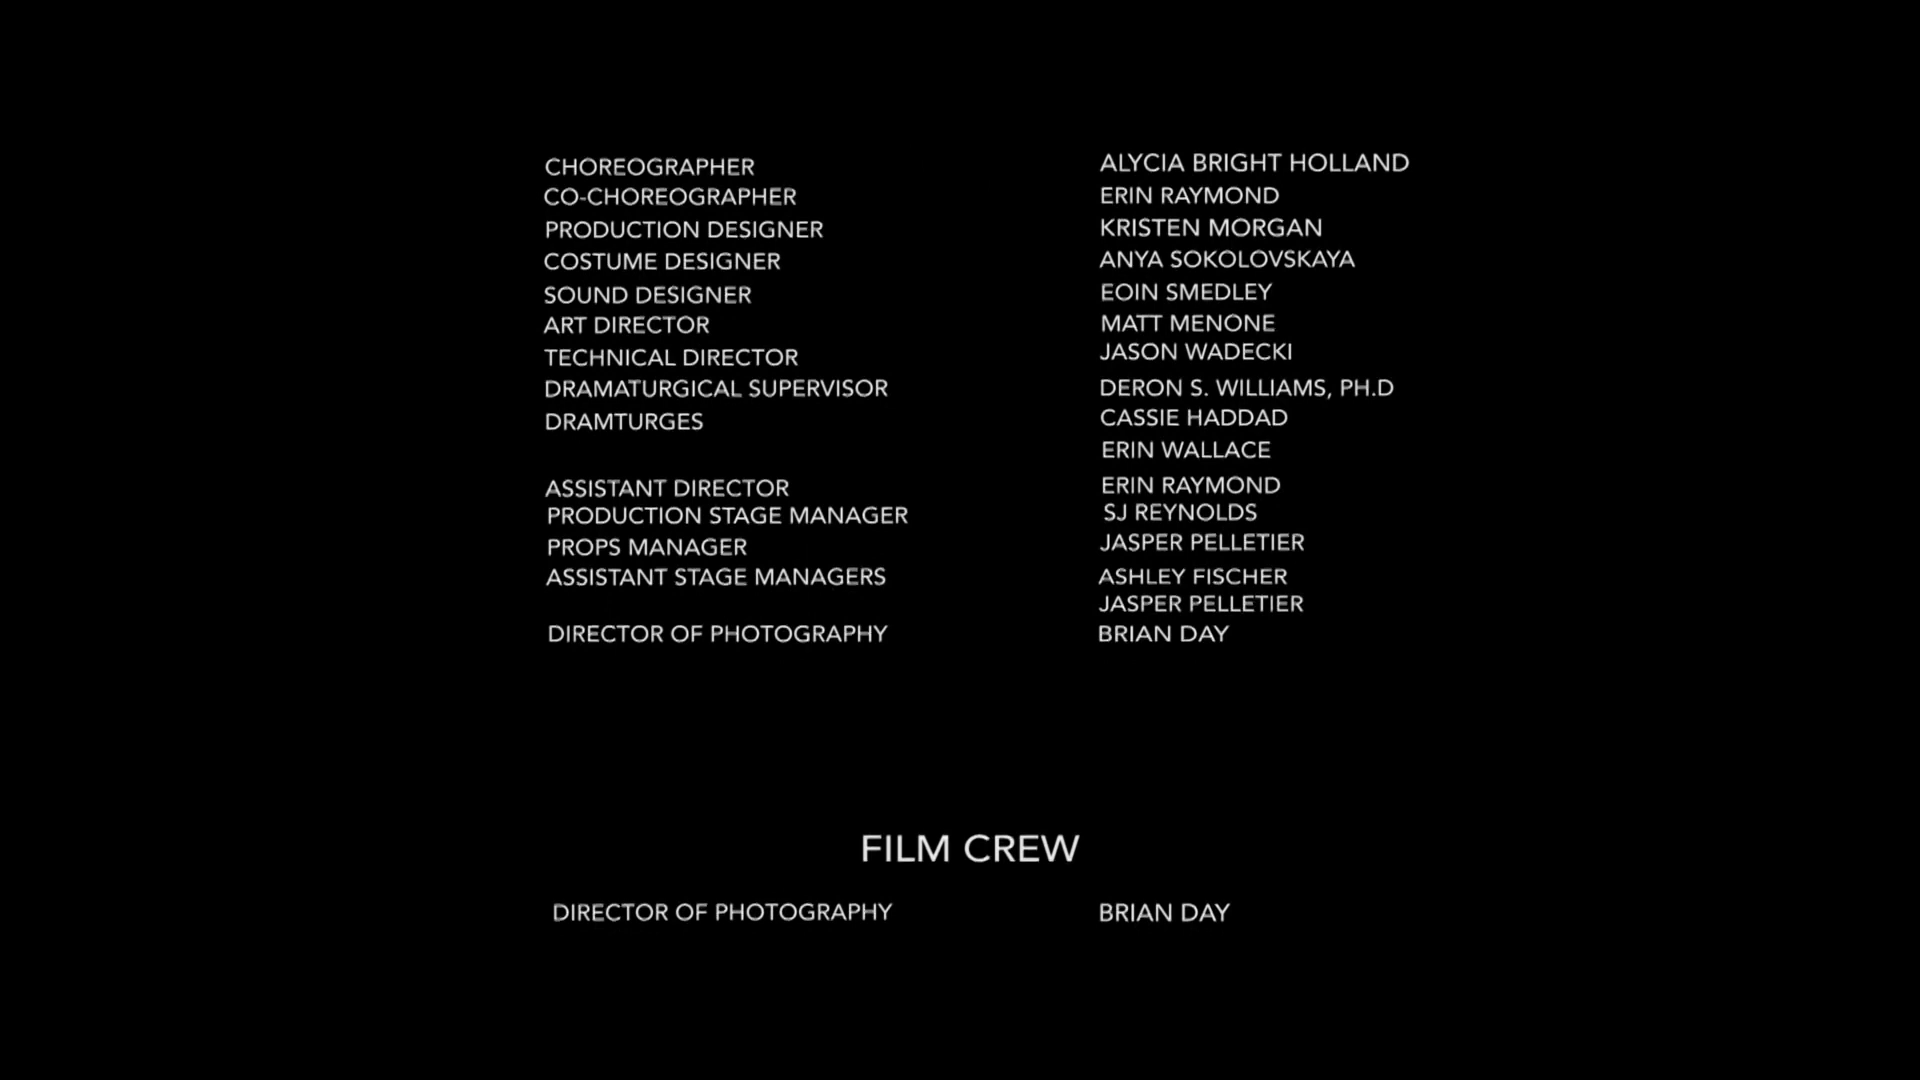 CHOREOGRAPHER ALYCIA BRIGHT HOLLAND
CO-CHOREOGRAPHER ERIN RAYMOND
PRODUCTION DESIGNER KRISTEN MORGAN
COSTUME DESIGNER ANYA SOKOLOVSKAYA
SOUND DESIGNER EOIN SMEDLEY
ART DIRECTOR MATT MENONE
TECHNICAL DIRECTOR JASON WADECKI
DRAMATURGICAL SUPERVISOR DERON S. WILLIAMS, PH.D
DRAMTURGES CASSIE HADDAD
ERIN WALLACE
ASSISTANT DIRECTOR ERIN RAYMOND
PRODUCTION STAGE MANAGER SJ REYNOLDS
PROPS MANAGER JASPER PELLETIER
ASSISTANT STAGE MANAGERS ASHLEY FISCHER
JASPER PELLETIER
DIRECTOR OF PHOTOGRAPHY BRIAN DAY
FILM CREW
DIRECTOR OF PHOTOGRAPHY BRIAN DAY